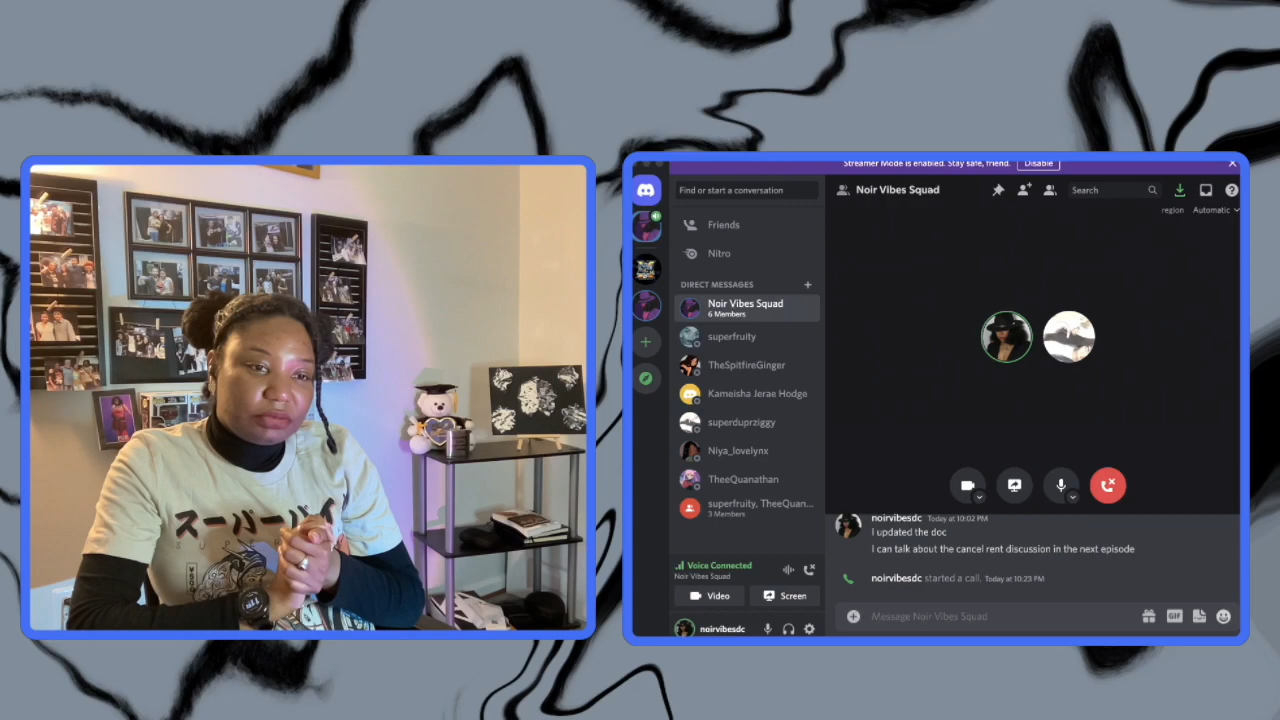 スーパーバイ
Streamer Mode is enabled. Stay safe, friend.
Disable
Find or start a conversation
Noir Vibes Squad
Search
region
Automatic
Friends
Nitro
DIRECT MESSAGES
Noir Vibes Squad
6 Members
superfruity
TheSpitfireGinger
Kameisha Jerae Hodge
superduprziggy
Niya_lovelynx
TheeQuanathan
superfruity, TheeQuan...
3 Members
Voice Connected
Noir Vibes Squad
Video
Screen
noirvibesdc
noirvibesdc Today at 10:02 PM
I updated the doc
I can talk about the cancel rent discussion in the next episode
noirvibesdc started a call. Today at 10:23 PM
Message Noir Vibes Squad
GIF